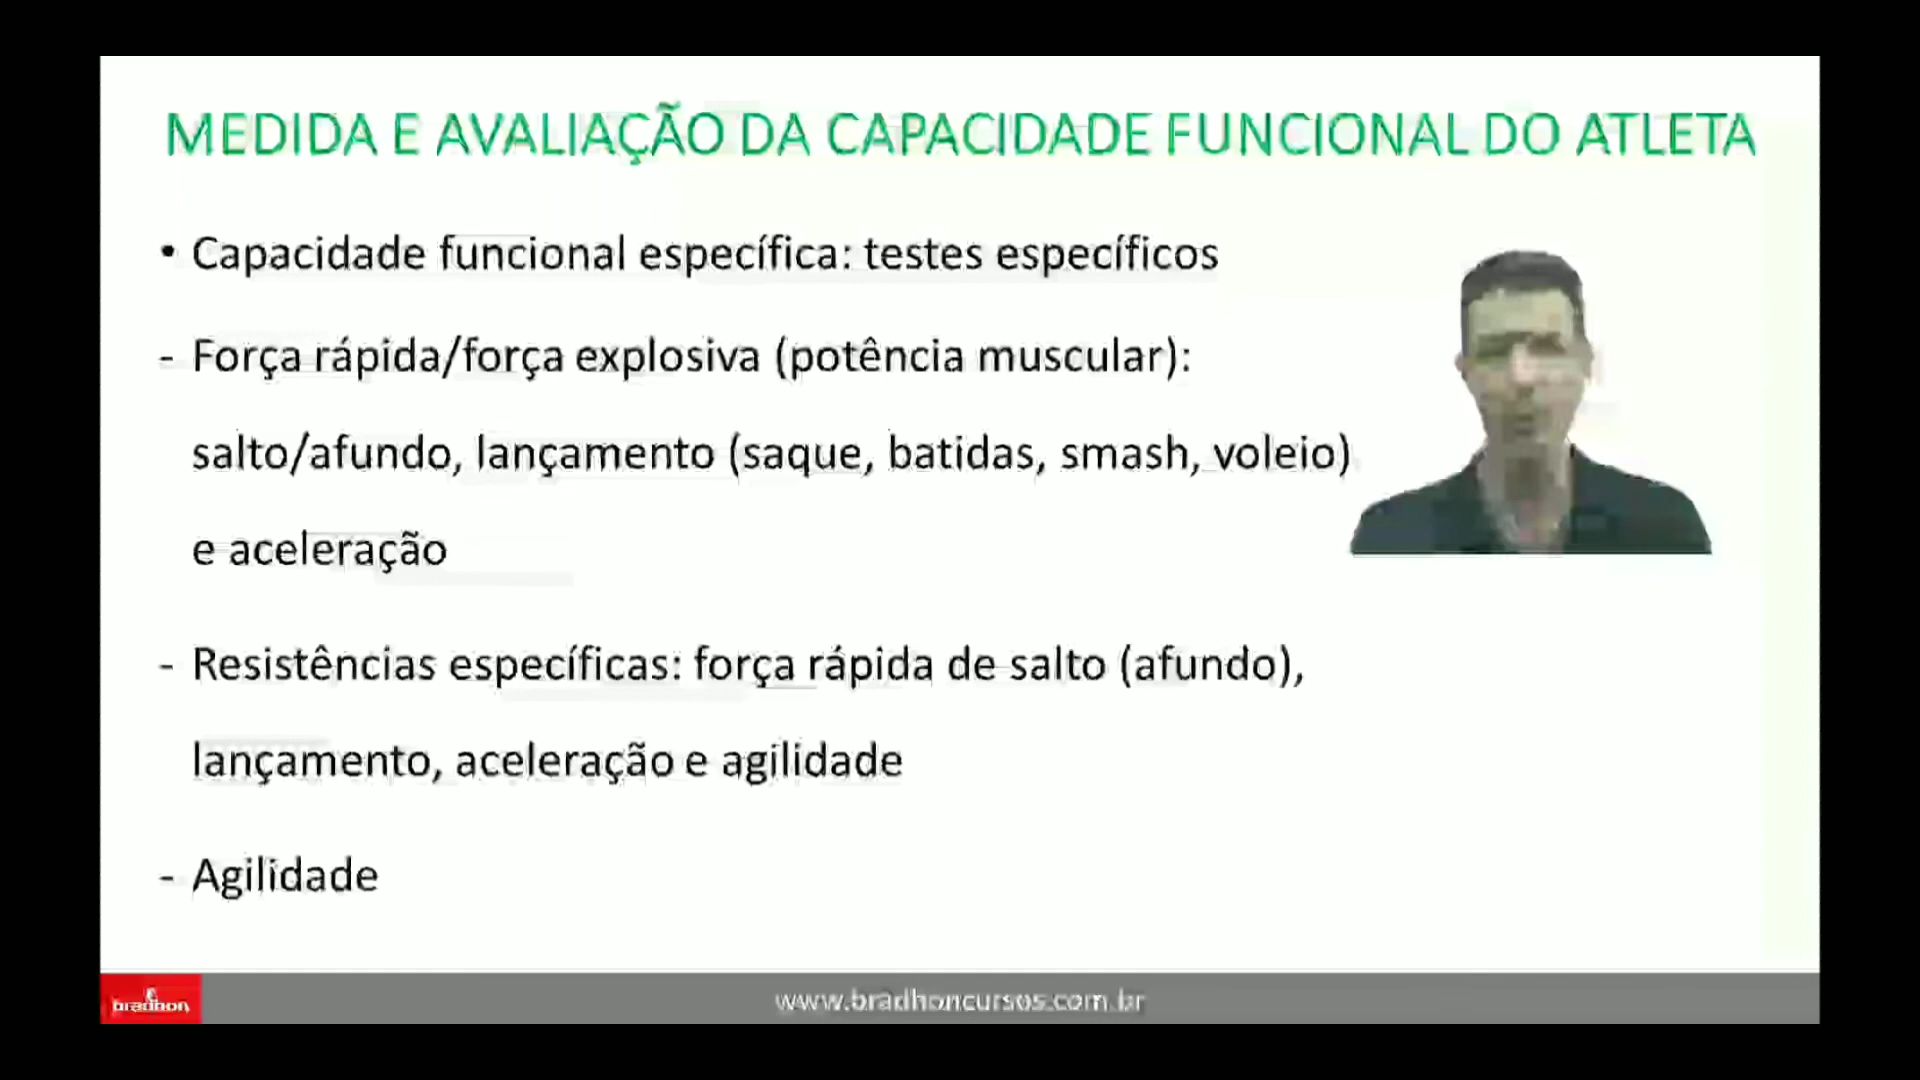 MEDIDA E AVALIAÇÃO DA CAPACIDADE FUNCIONAL DO ATLETA
• Capacidade funcional específica: testes específicos
- Força rápida/força explosiva (potência muscular):
salto/afundo, lançamento (saque, batidas, smash, voleio)
e aceleração
- Resistências específicas: força rápida de salto (afundo),
lançamento, aceleração e agilidade
- Agilidade
bradhon
www.bradhoncursos.com.br